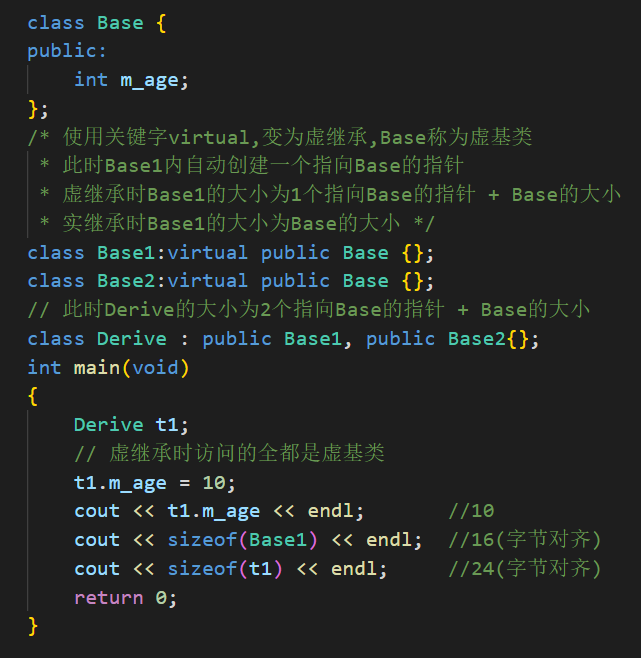 class Base {
public:
    int m_age;
};
/* 使用关键字virtual,变为虚继承,Base称为虚基类
 * 此时Base1内自动创建一个指向Base的指针
 * 虚继承时Base1的大小为1个指向Base的指针 + Base的大小
 * 实继承时Base1的大小为Base的大小 */
class Base1:virtual public Base {};
class Base2:virtual public Base {};
// 此时Derive的大小为2个指向Base的指针 + Base的大小
class Derive : public Base1, public Base2{};
int main(void)
{
    Derive t1;
    // 虚继承时访问的全都是虚基类
    t1.m_age = 10;
    cout << t1.m_age << endl;       //10
    cout << sizeof(Base1) << endl;  //16(字节对齐)
    cout << sizeof(t1) << endl;     //24(字节对齐)
    return 0;
}